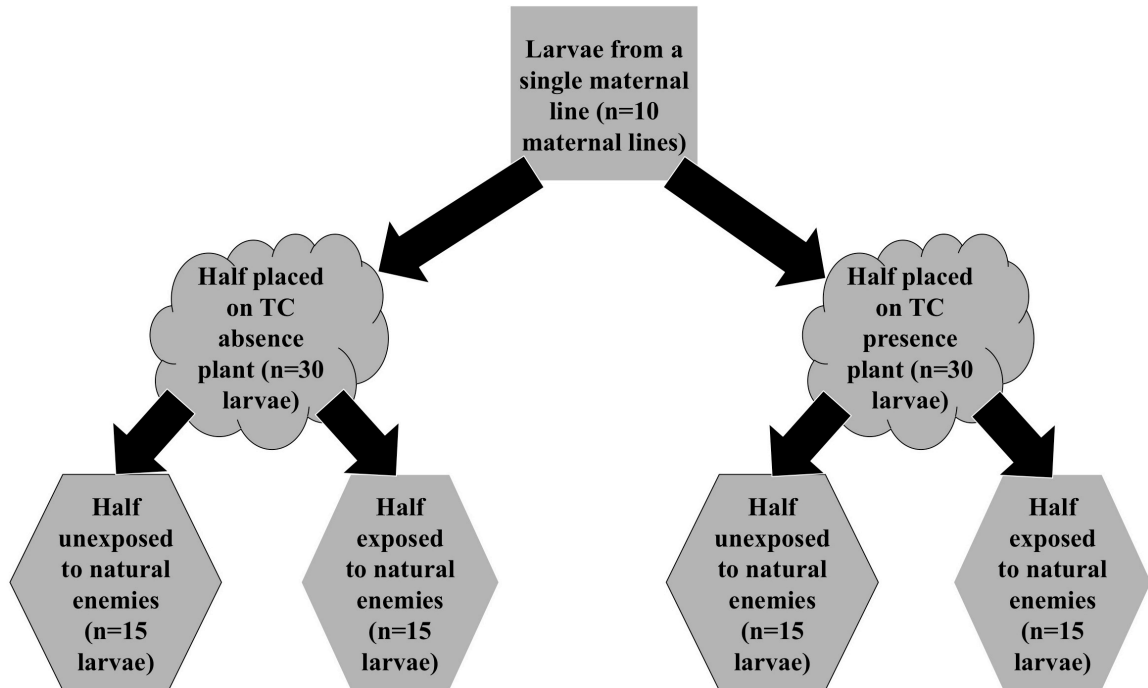 Larvae from a
single maternal
line (n=10
maternal lines)
Half placed
on TC
absence
plant (n=30
larvae)
Half placed
on TC
presence
plant (n=30
larvae)
Half
unexposed
to natural
enemies
(n=15
larvae)
Half
exposed
to natural
enemies
(n=15
larvae)
Half
unexposed
to natural
enemies
(n=15
larvae)
Half
exposed
to natural
enemies
(n=15
larvae)